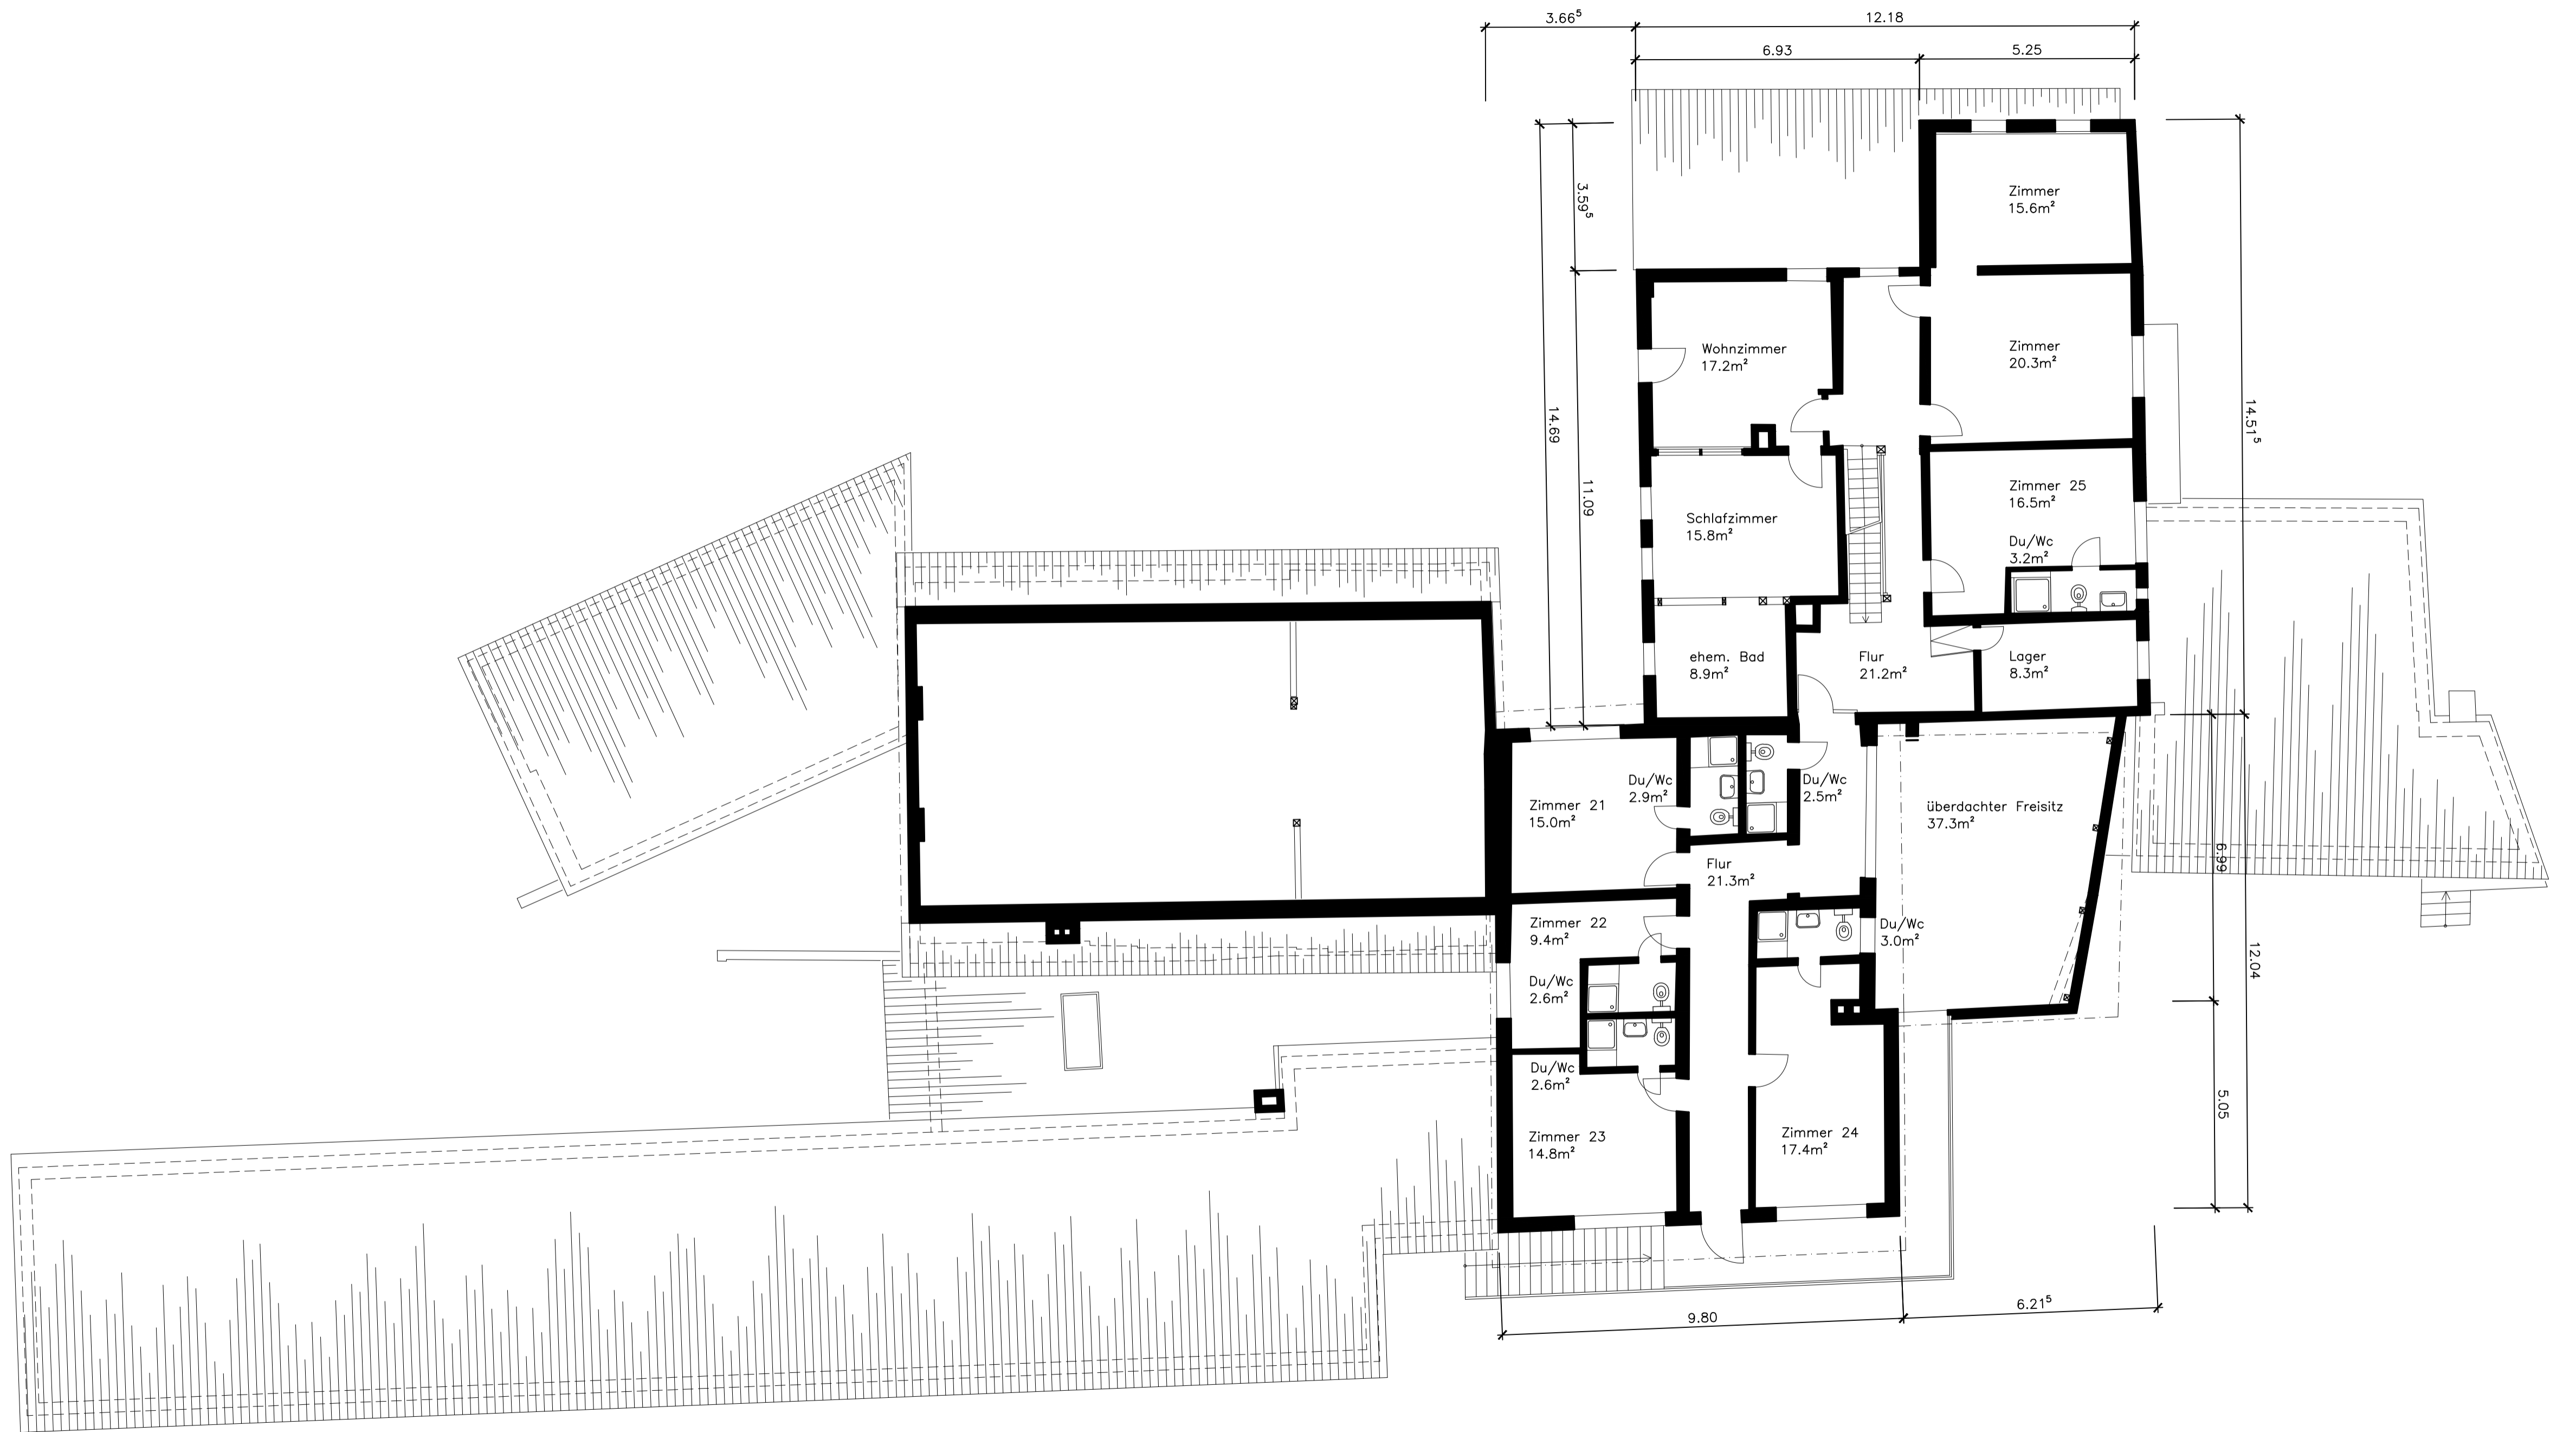 3.66⁵
12.18
6.93
5.25
3.59⁵
14.69
11.09
14.51⁵
Zimmer
15.6m²
Wohnzimmer
17.2m²
Zimmer
20.3m²
Schlafzimmer
15.8m²
Zimmer 25
16.5m²
Du/Wc
3.2m²
ehem. Bad
8.9m²
Flur
21.2m²
Lager
8.3m²
Zimmer 21
15.0m²
Du/Wc
2.9m²
Du/Wc
2.5m²
überdachter Freisitz
37.3m²
Flur
21.3m²
6.99
12.04
Zimmer 22
9.4m²
Du/Wc
2.6m²
Du/Wc
3.0m²
Du/Wc
2.6m²
Zimmer 23
14.8m²
Zimmer 24
17.4m²
5.05
9.80
6.21⁵